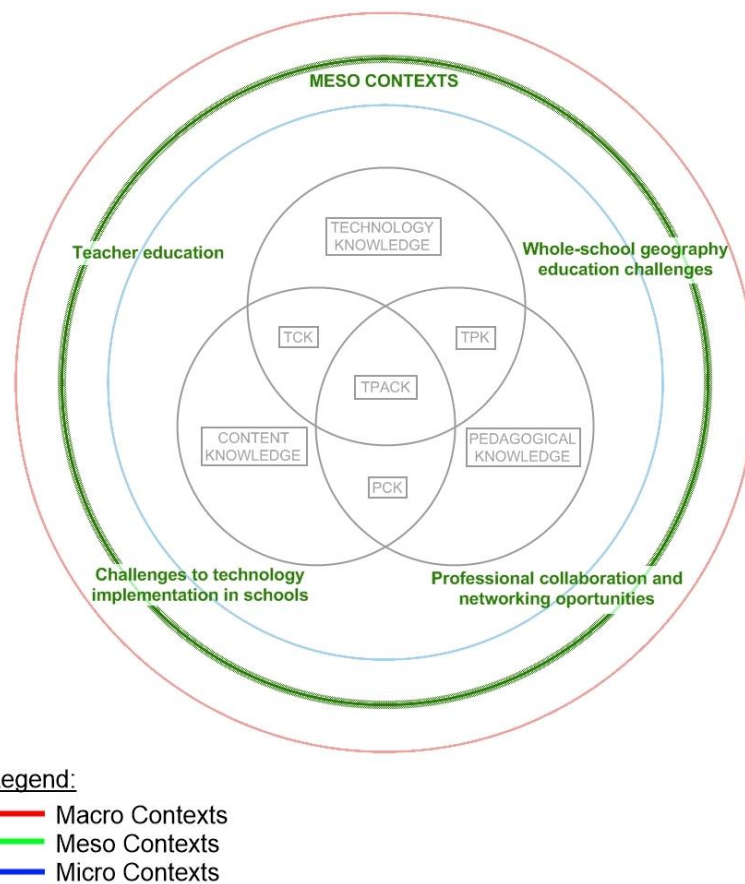 MESO CONTEXTS
TECHNOLOGY
KNOWLEDGE
Teacher education
Whole-school geography
education challenges
TCK
TPK
TPACK
CONTENT
KNOWLEDGE
PEDAGOGICAL
KNOWLEDGE
PCK
Challenges to technology
implementation in schools
Professional collaboration and
networking oportunities
egend:
Macro Contexts
Meso Contexts
Micro Contexts